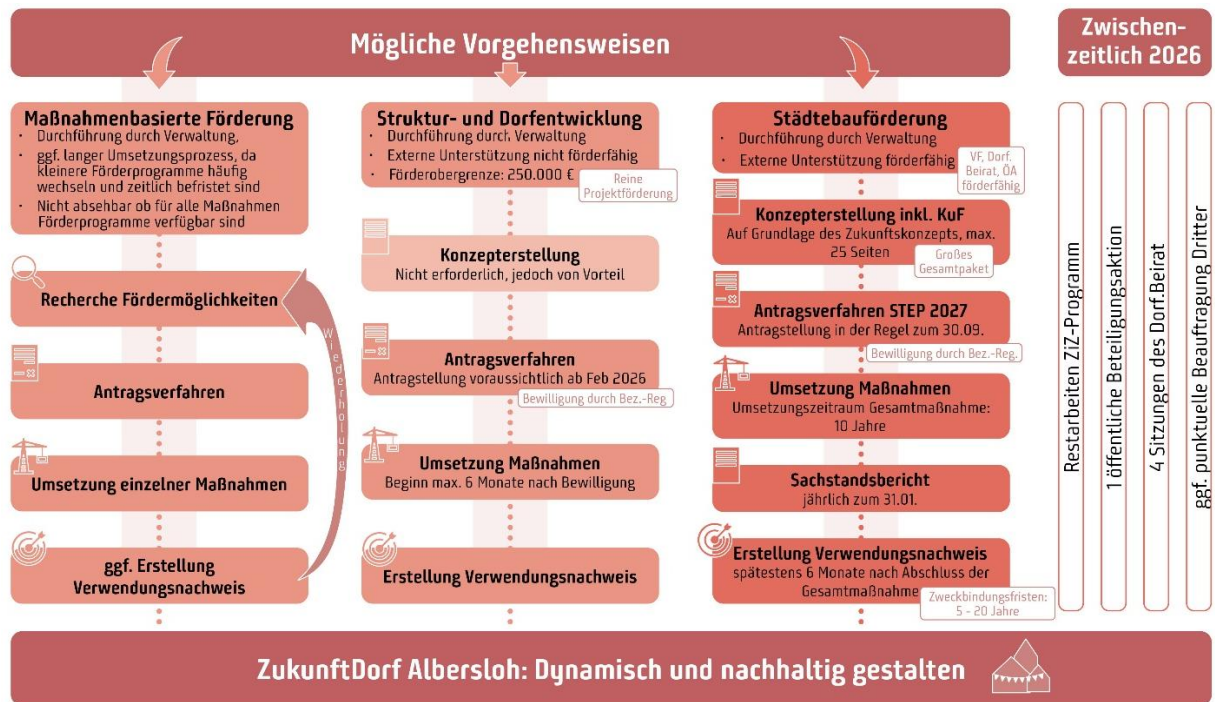 Mögliche Vorgehensweisen
Zwischen-
zeitlich 2026
Maßnahmenbasierte Förderung
· Durchführung durch Verwaltung,
· ggf. langer Umsetzungsprozess, da
kleinere Förderprogramme häufig
wechseln und zeitlich befristet sind
· Nicht absehbar ob für alle Maßnahmen
Förderprogramme verfügbar sind
Recherche Fördermöglichkeiten
Antragsverfahren
Umsetzung einzelner Maßnahmen
ggf. Erstellung
Verwendungsnachweis
Wiederholung
Struktur- und Dorfentwicklung
· Durchführung durch Verwaltung
· Externe Unterstützung nicht förderfähig
· Förderobergrenze: 250.000 €
Reine
Projektförderung
Konzepterstellung
Nicht erforderlich, jedoch von Vorteil
Antragsverfahren
Antragstellung voraussichtlich ab Feb 2026
Bewilligung durch Bez.-Reg
Umsetzung Maßnahmen
Beginn max. 6 Monate nach Bewilligung
Erstellung Verwendungsnachweis
Städtebauförderung
· Durchführung durch Verwaltung
· Externe Unterstützung förderfähig
VF, Dorf.
Beirat, ÖA
förderfähig
Konzepterstellung inkl. KuF
Auf Grundlage des Zukunftskonzepts, max.
25 Seiten
Großes
Gesamtpaket
Antragsverfahren STEP 2027
Antragstellung in der Regel zum 30.09.
Bewilligung durch Bez.-Reg.
Umsetzung Maßnahmen
Umsetzungszeitraum Gesamtmaßnahme:
10 Jahre
Sachstandsbericht
jährlich zum 31.01.
Erstellung Verwendungsnachweis
spätestens 6 Monate nach Abschluss der
Gesamtmaßnahme
Zweckbindungsfristen:
5 - 20 Jahre
Restarbeiten ZiZ-Programm
1 öffentliche Beteiligungsaktion
4 Sitzungen des Dorf.Beirat
ggf. punktuelle Beauftragung Dritter
ZukunftDorf Albersloh: Dynamisch und nachhaltig gestalten